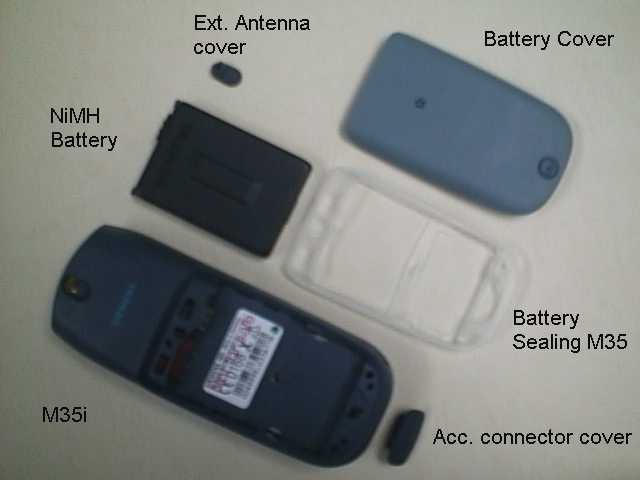 Ext. Antenna
cover
Battery Cover
NiMH
Battery
Battery
Sealing M35
M35i
Acc. connector cover